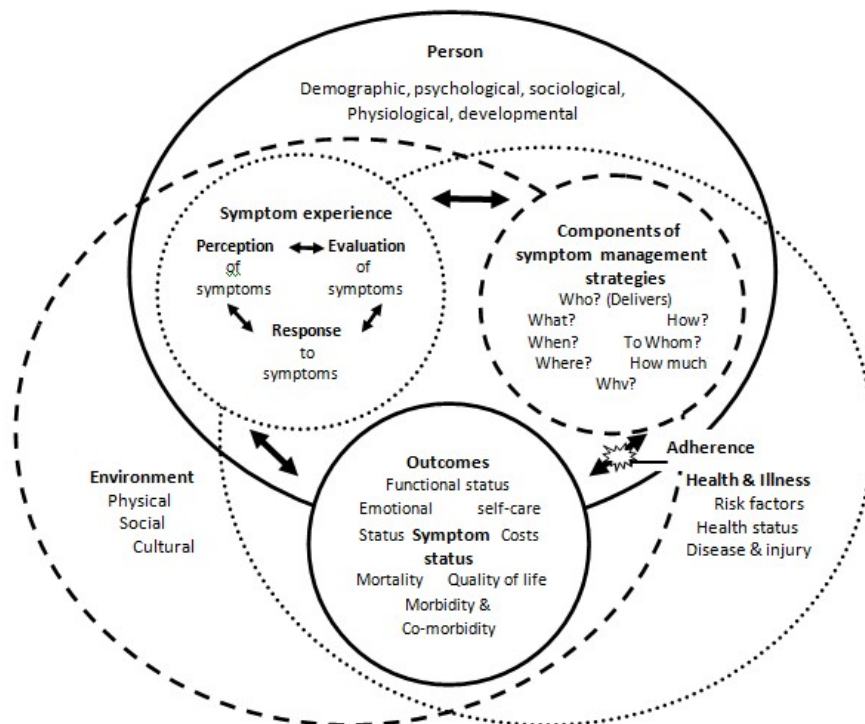 Person
Demographic, psychological, sociological,
Physiological, developmental
Symptom experience
Perception
of
symptoms
Evaluation
of
symptoms
Response
to
symptoms
Components of
symptom management
strategies
Who? (Delivers)
What? How?
When? To Whom?
Where? How much
Why?
Adherence
Environment
Physical
Social
Cultural
Outcomes
Functional status
Emotional self-care
Status Symptom Costs
status
Mortality Quality of life
Morbidity &
Co-morbidity
Health & Illness
Risk factors
Health status
Disease & injury